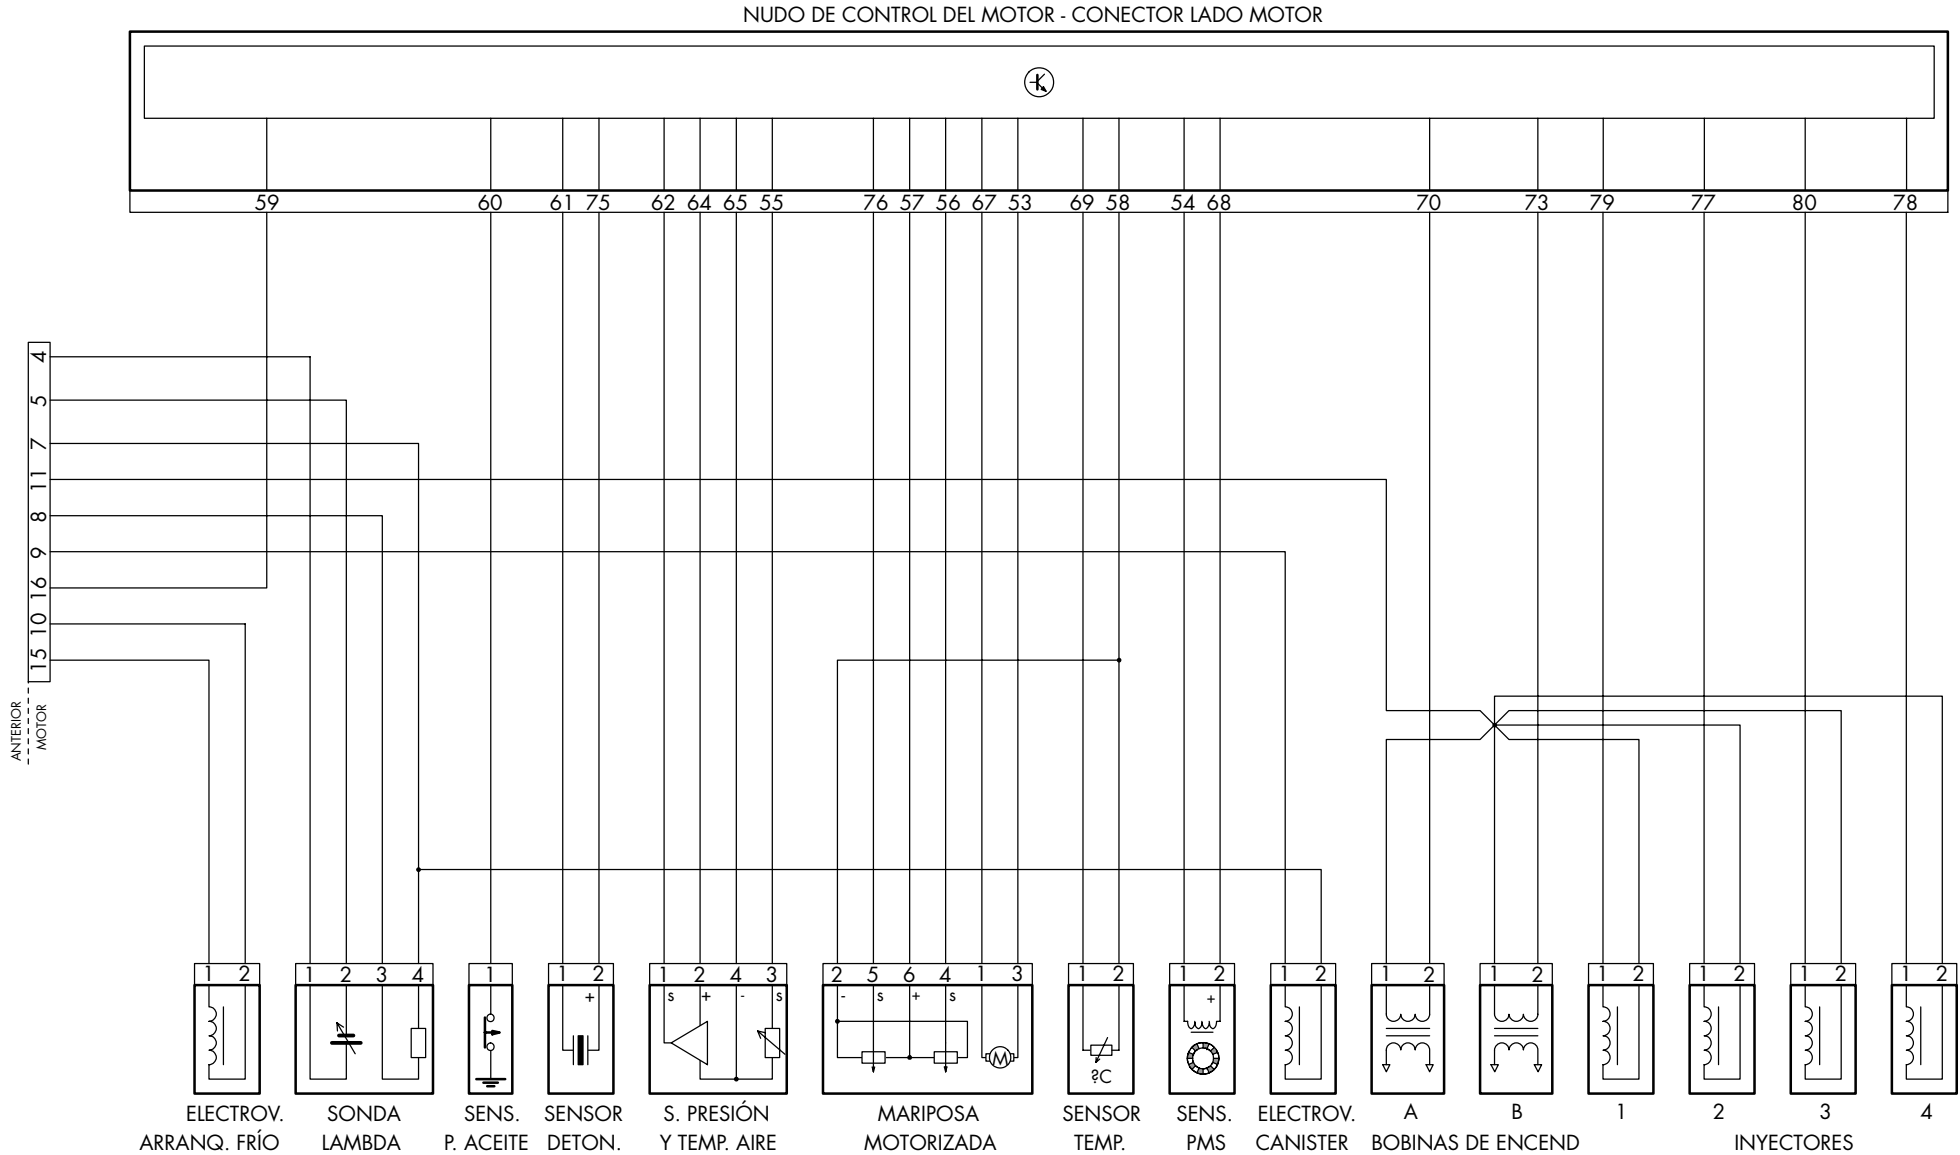 NUDO DE CONTROL DEL MOTOR - CONECTOR LADO MOTOR
59 60 61 75 62 64 65 55 76 57 56 67 53 69 58 54 68 70 73 79 77 80 78
4
5
7
11
8
9
16
10
15
ANTERIOR
MOTOR
1 2 1 2 3 4 1 1 2 1 2 4 3 2 5 6 4 1 3 1 2 1 2 1 2 1 2 1 2 1 2 1 2 1 2 1 2
+ s + - s - s + s +
M
?C
ELECTROV. SONDA SENS. SENSOR S. PRESIÓN MARIPOSA SENSOR SENS. ELECTROV. A B 1 2 3 4
ARRANQ. FRÍO LAMBDA P. ACEITE DETON. Y TEMP. AIRE MOTORIZADA TEMP. PMS CANISTER BOBINAS DE ENCEND INYECTORES